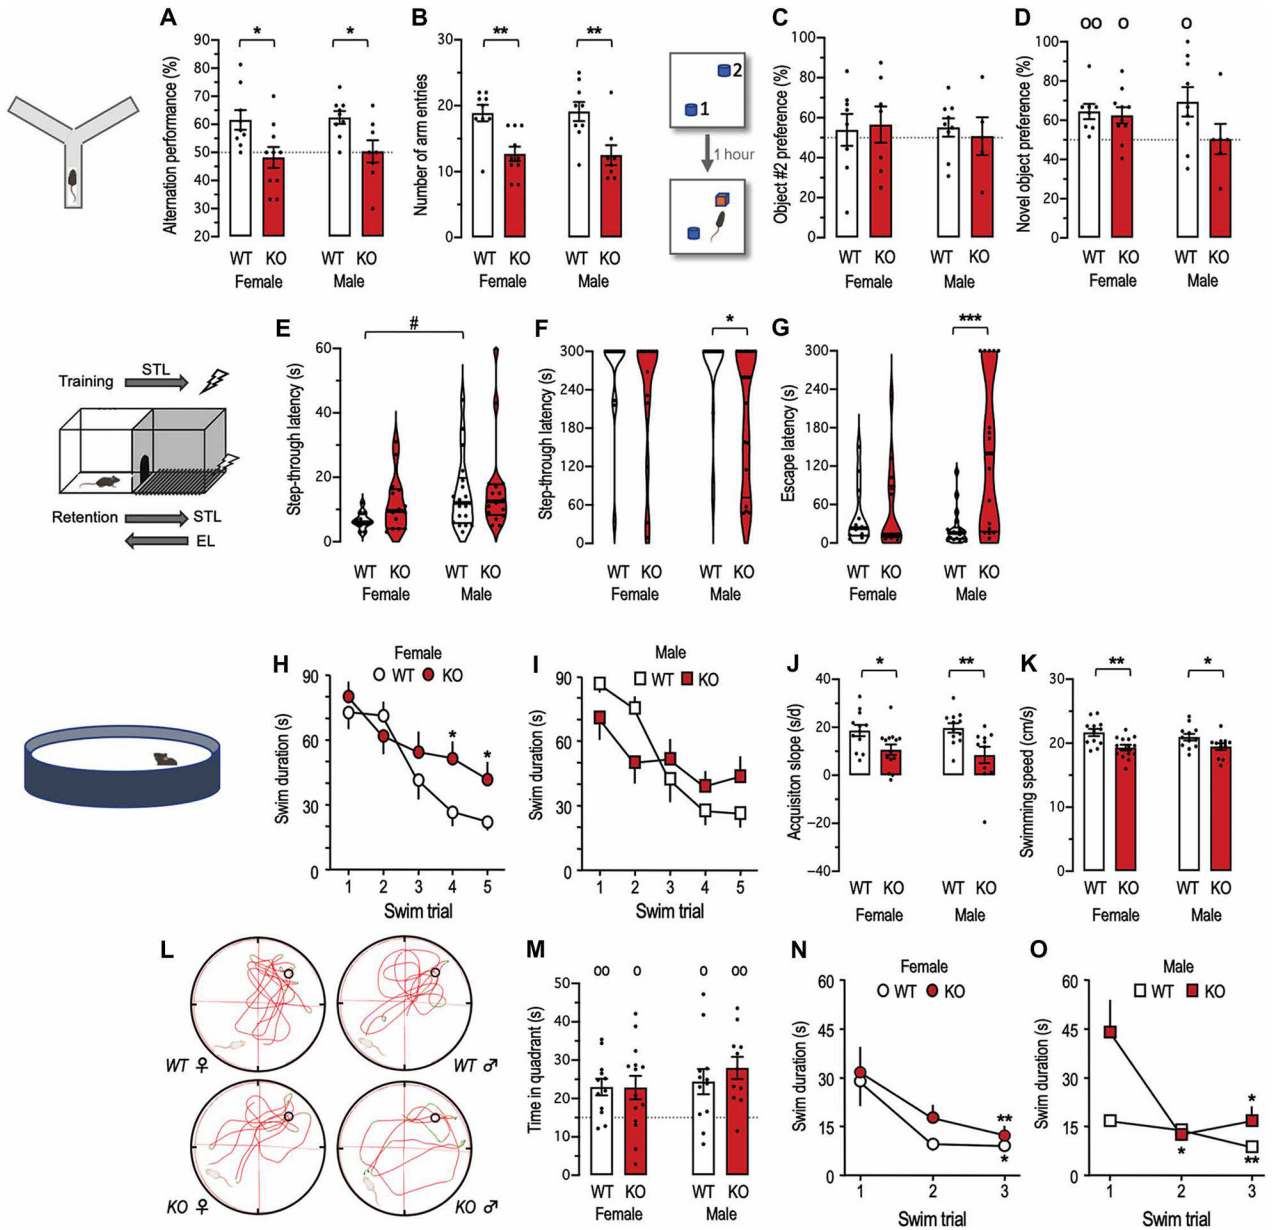 A
B
C
D
* *
** **
OO O O
Alternation performance (%)
90
80
70
60
50
40
30
20
WT KO WT KO
Female Male
Number of arm entries
30
20
10
0
WT KO WT KO
Female Male
2
1
1 hour
Object #2 preference (%)
100
80
60
40
20
0
WT KO WT KO
Female Male
Novel object preference (%)
100
80
60
40
20
0
WT KO WT KO
Female Male
E
F
G
#
*
***
Training STL
Retention STL
EL
Step-through latency (s)
60
40
20
0
WT KO WT KO
Female Male
Step-through latency (s)
300
240
180
120
60
0
WT KO WT KO
Female Male
Escape latency (s)
300
240
180
120
60
0
WT KO WT KO
Female Male
H
Female
WT KO
Swim duration (s)
90
60
30
0
* *
1 2 3 4 5
Swim trial
I
Male
WT KO
Swim duration (s)
90
60
30
0
1 2 3 4 5
Swim trial
J
* **
Acquisiton slope (s/d)
40
20
0
−20
−40
WT KO WT KO
Female Male
K
** *
Swimming speed (cm/s)
30
20
10
0
WT KO WT KO
Female Male
L
WT ♀ WT ♂
KO ♀ KO ♂
M
OO O O OO
Time in quadrant (s)
50
40
30
20
10
0
WT KO WT KO
Female Male
N
Female
WT KO
Swim duration (s)
60
45
30
15
0
**
*
1 2 3
Swim trial
O
Male
WT KO
Swim duration (s)
60
45
30
15
0
*
*
**
1 2 3
Swim trial